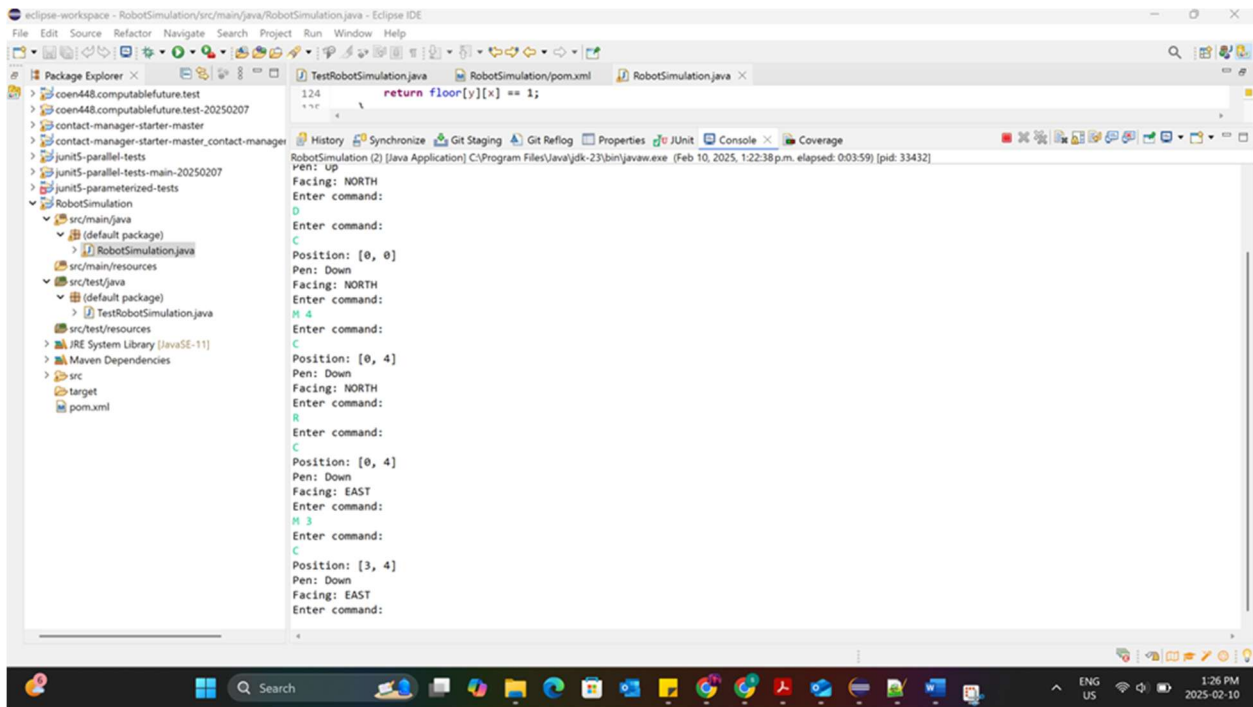 eclipse-workspace - RobotSimulation/src/main/java/RobotSimulation.java - Eclipse IDE
File Edit Source Refactor Navigate Search Project Run Window Help
Package Explorer
TestRobotSimulation.java
RobotSimulation/pom.xml
RobotSimulation.java
coen448.computablefuture.test
coen448.computablefuture.test-20250207
contact-manager-starter-master
contact-manager-starter-master_contact-manager
junit5-parallel-tests
junit5-parallel-tests-main-20250207
junit5-parameterized-tests
RobotSimulation
src/main/java
(default package)
RobotSimulation.java
src/main/resources
src/test/java
(default package)
TestRobotSimulation.java
src/test/resources
JRE System Library [JavaSE-11]
Maven Dependencies
src
target
pom.xml
124 return floor[y][x] == 1;
125 }
History Synchronize Git Staging Git Reflog Properties JUnit Console Coverage
RobotSimulation (2) [Java Application] C:\Program Files\Java\jdk-23\bin\javaw.exe (Feb 10, 2025, 1:22:38 p.m. elapsed: 0:03:59) [pid: 33432]
Pen: Up
Facing: NORTH
Enter command:
D
Enter command:
C
Position: [0, 0]
Pen: Down
Facing: NORTH
Enter command:
M 4
Enter command:
C
Position: [0, 4]
Pen: Down
Facing: NORTH
Enter command:
R
Enter command:
C
Position: [0, 4]
Pen: Down
Facing: EAST
Enter command:
M 3
Enter command:
C
Position: [3, 4]
Pen: Down
Facing: EAST
Enter command:
Search
ENG
US
1:26 PM
2025-02-10